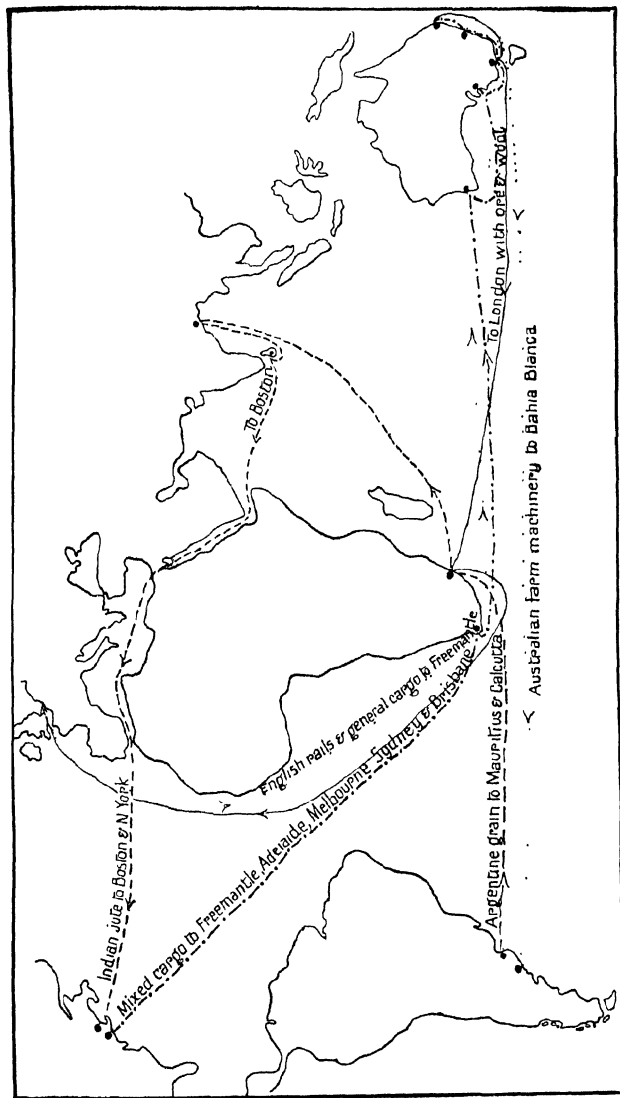 Indian jute to Boston & N York
Mixed cargo to Freemantle Adelaide Melbourne Sydney & Brisbane
English rails & general cargo to Freemantle
Argentine grain to Mauritius & Calcutta
Australian farm machinery to Bahia Blanca
To Boston
To London with ore & wool